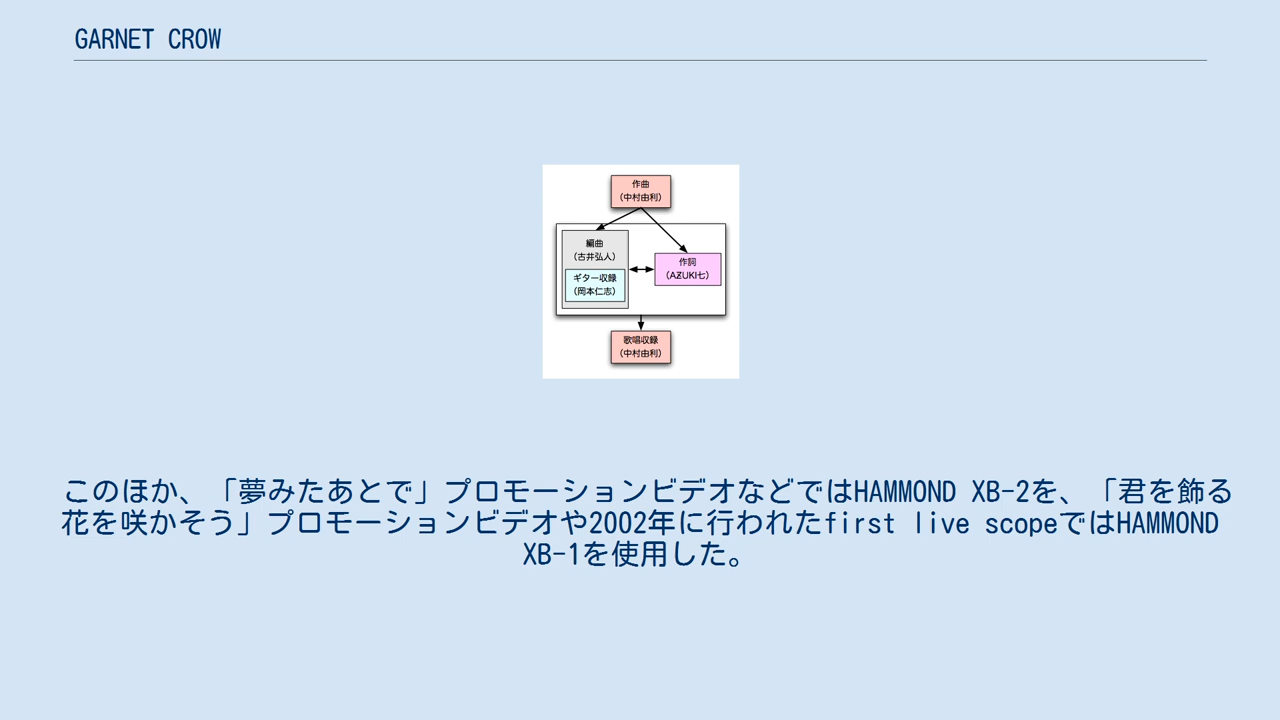 GARNET CROW
作曲
（中村由利）
編曲
（古井弘人）
ギター収録
（岡本仁志）
作詞
（AZUKI七）
歌唱収録
（中村由利）
このほか、「夢みたあとで」プロモーションビデオなどではHAMMOND XB-2を、「君を飾る
花を咲かそう」プロモーションビデオや2002年に行われたfirst live scopeではHAMMOND
XB-1を使用した。